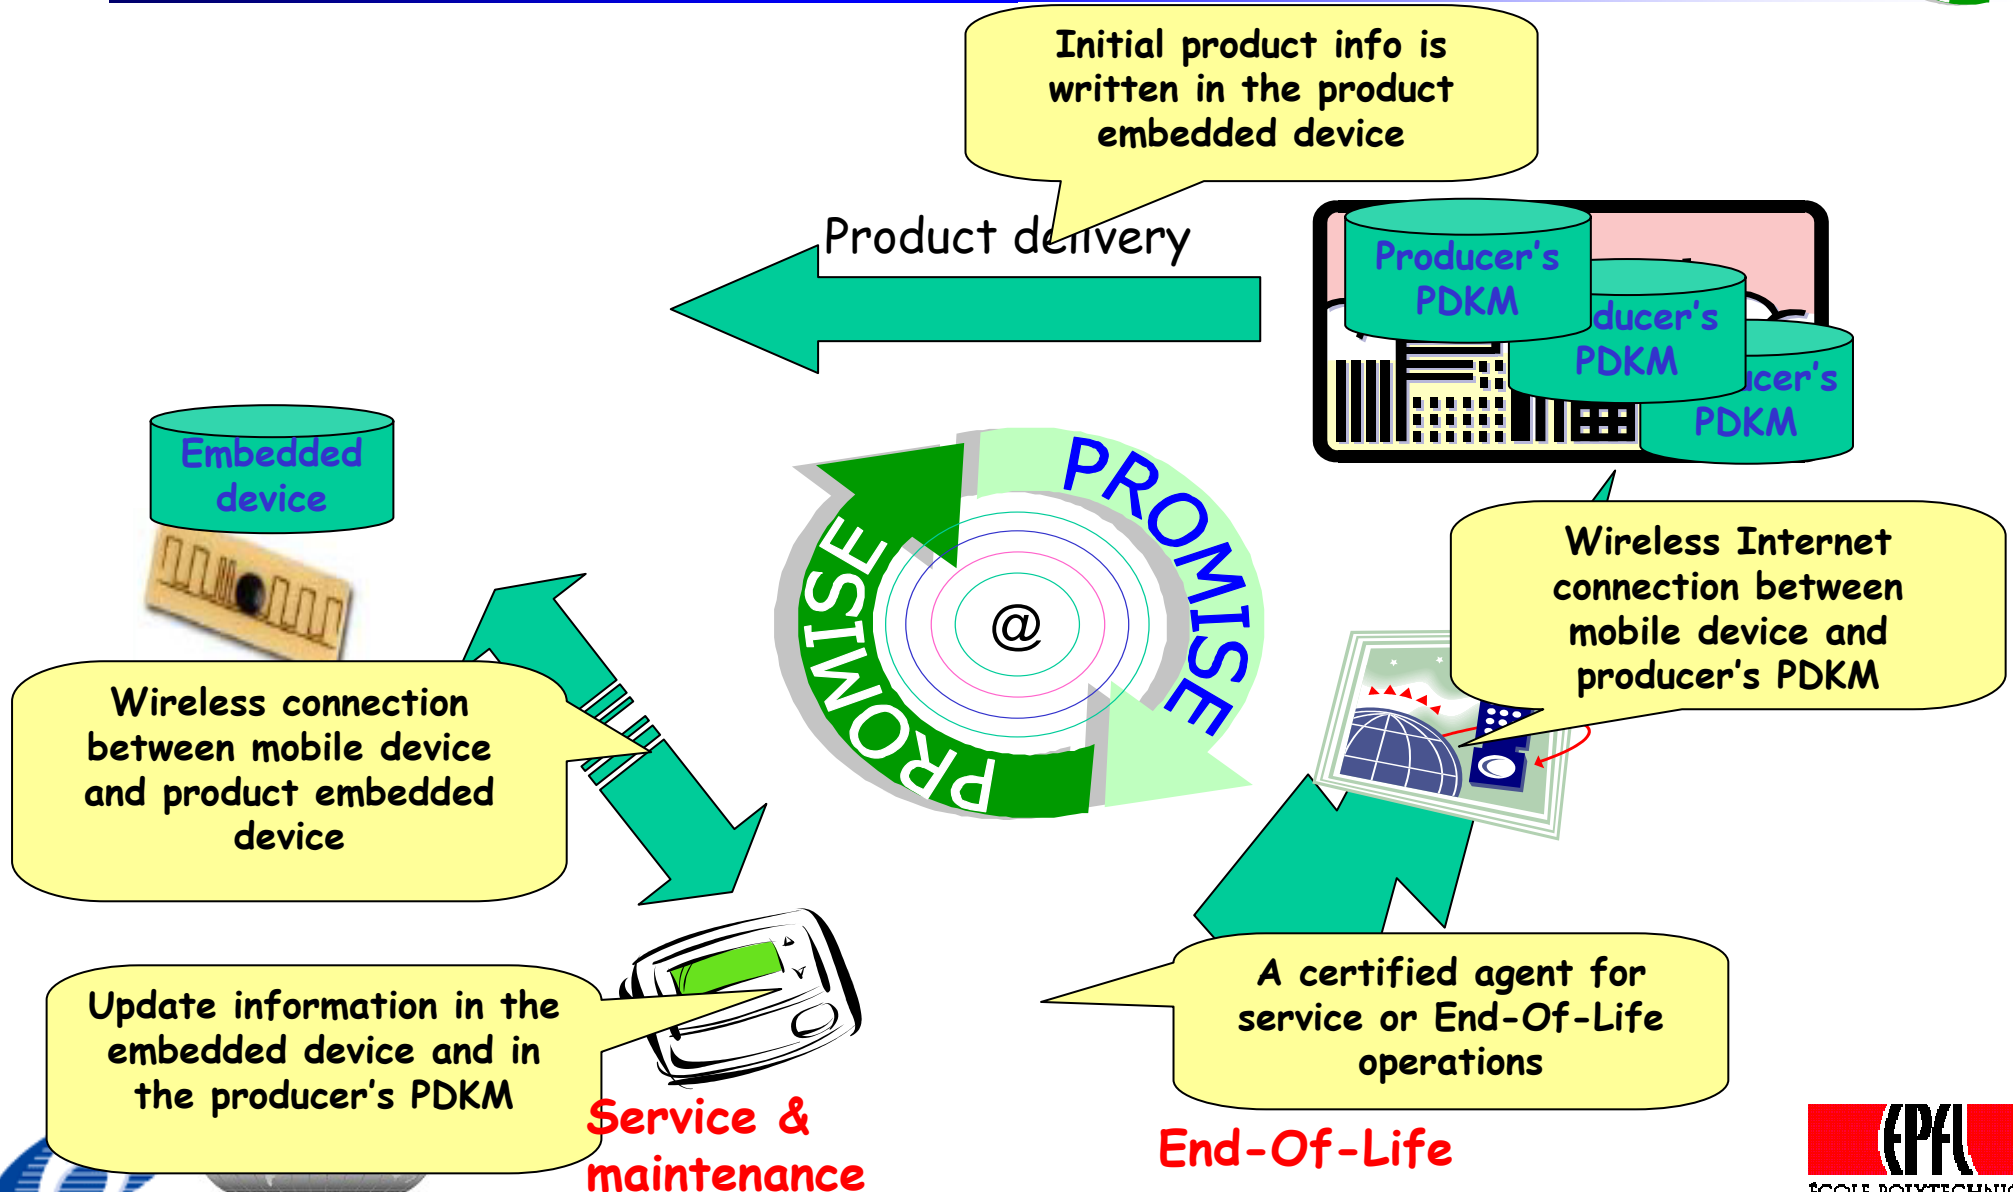 Initial product info is
written in the product
embedded device
Product delivery
Producer's
PDKM
PDKM
PDKM
Embedded
device
PROMISE
PROMISE
@
Wireless Internet
connection between
mobile device and
producer's PDKM
Wireless connection
between mobile device
and product embedded
device
A certified agent for
service or End-Of-Life
operations
Update information in the
embedded device and in
the producer's PDKM
Service &
maintenance
End-Of-Life
EPFL